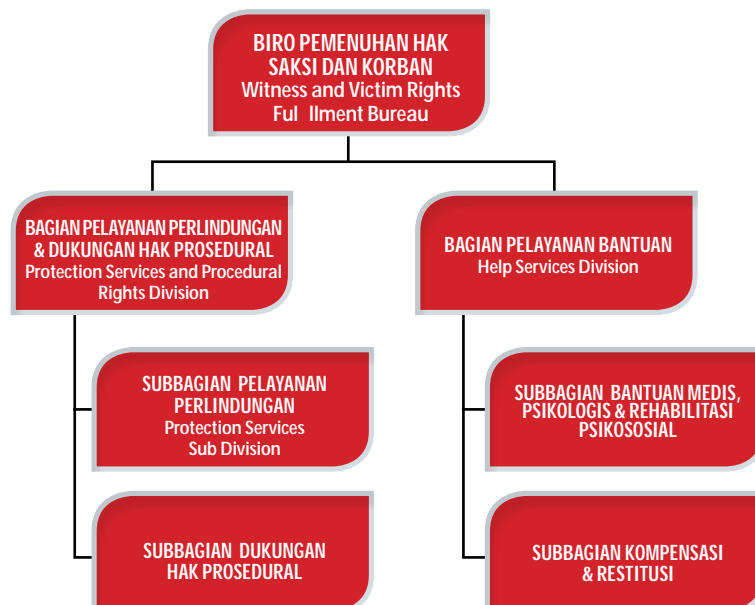 BIRO PEMENUHAN HAK
SAKSI DAN KORBAN
Witness and Victim Rights
Ful llment Bureau
BAGIAN PELAYANAN PERLINDUNGAN
& DUKUNGAN HAK PROSEDURAL
Protection Services and Procedural
Rights Division
BAGIAN PELAYANAN BANTUAN
Help Services Division
SUBBAGIAN PELAYANAN
PERLINDUNGAN
Protection Services
Sub Division
SUBBAGIAN BANTUAN MEDIS,
PSIKOLOGIS & REHABILITASI
PSIKOSOSIAL
SUBBAGIAN DUKUNGAN
HAK PROSEDURAL
SUBBAGIAN KOMPENSASI
& RESTITUSI